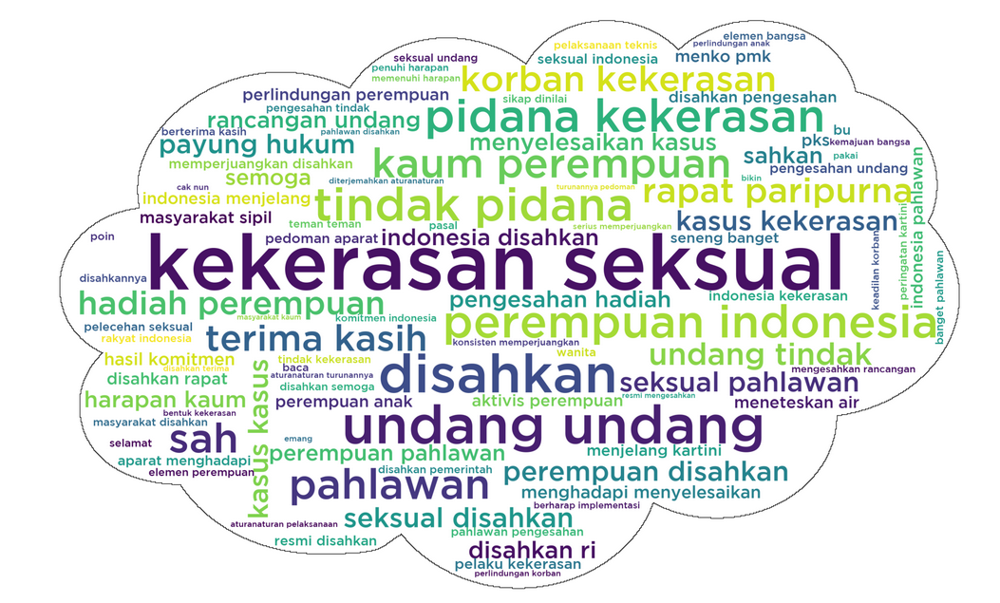 elemen bangsa
pelaksanaan teknis
perlindungan anak
seksual undang
seksual indonesia
menko pmk
penuhi harapan
memenuhi harapan
korban kekerasan
perlindungan perempuan
sikap dinilai
disahkan pengesahan
pengesahan tindak
rancangan undang
pidana kekerasan
berterima kasih
pahlawan disahkan
bu
payung hukum
menyelesaikan kasus
pks
kemajuan bangsa
memperjuangkan disahkan
kaum perempuan
sahkan
pakai
semoga
diterjemahkan aturanaturan
bikin
pengesahan undang
cak nun
turunannya pedoman
indonesia menjelang
tindak pidana
rapat paripurna
masyarakat sipil
teman teman
pasal
serius memperjuangkan
kasus kekerasan
poin
pedoman aparat
indonesia disahkan
seneng banget
keadilan korban
peringatan kartini
indonesia pahlawan
banget pahlawan
kekerasan seksual
disahkannya
hadiah perempuan
pengesahan hadiah
indonesia kekerasan
masyarakat kaum
komitmen indonesia
pelecehan seksual
rakyat indonesia
terima kasih
perempuan indonesia
konsisten memperjuangkan
hasil komitmen
tindak kekerasan
wanita
undang tindak
disahkan terima
baca
mengesahkan rancangan
disahkan rapat
aturanaturan turunannya
disahkan
seksual pahlawan
disahkan semoga
harapan kaum
kasus kasus
perempuan anak
aktivis perempuan
resmi mengesahkan
meneteskan air
bentuk kekerasan
masyarakat disahkan
undang undang
selamat
sah
emang
aparat menghadapi
perempuan pahlawan
menjelang kartini
elemen perempuan
disahkan pemerintah
perempuan disahkan
pahlawan
menghadapi menyelesaikan
berharap implementasi
aturanaturan pelaksanaan
seksual disahkan
pahlawan pengesahan
resmi disahkan
disahkan ri
pelaku kekerasan
perlindungan korban